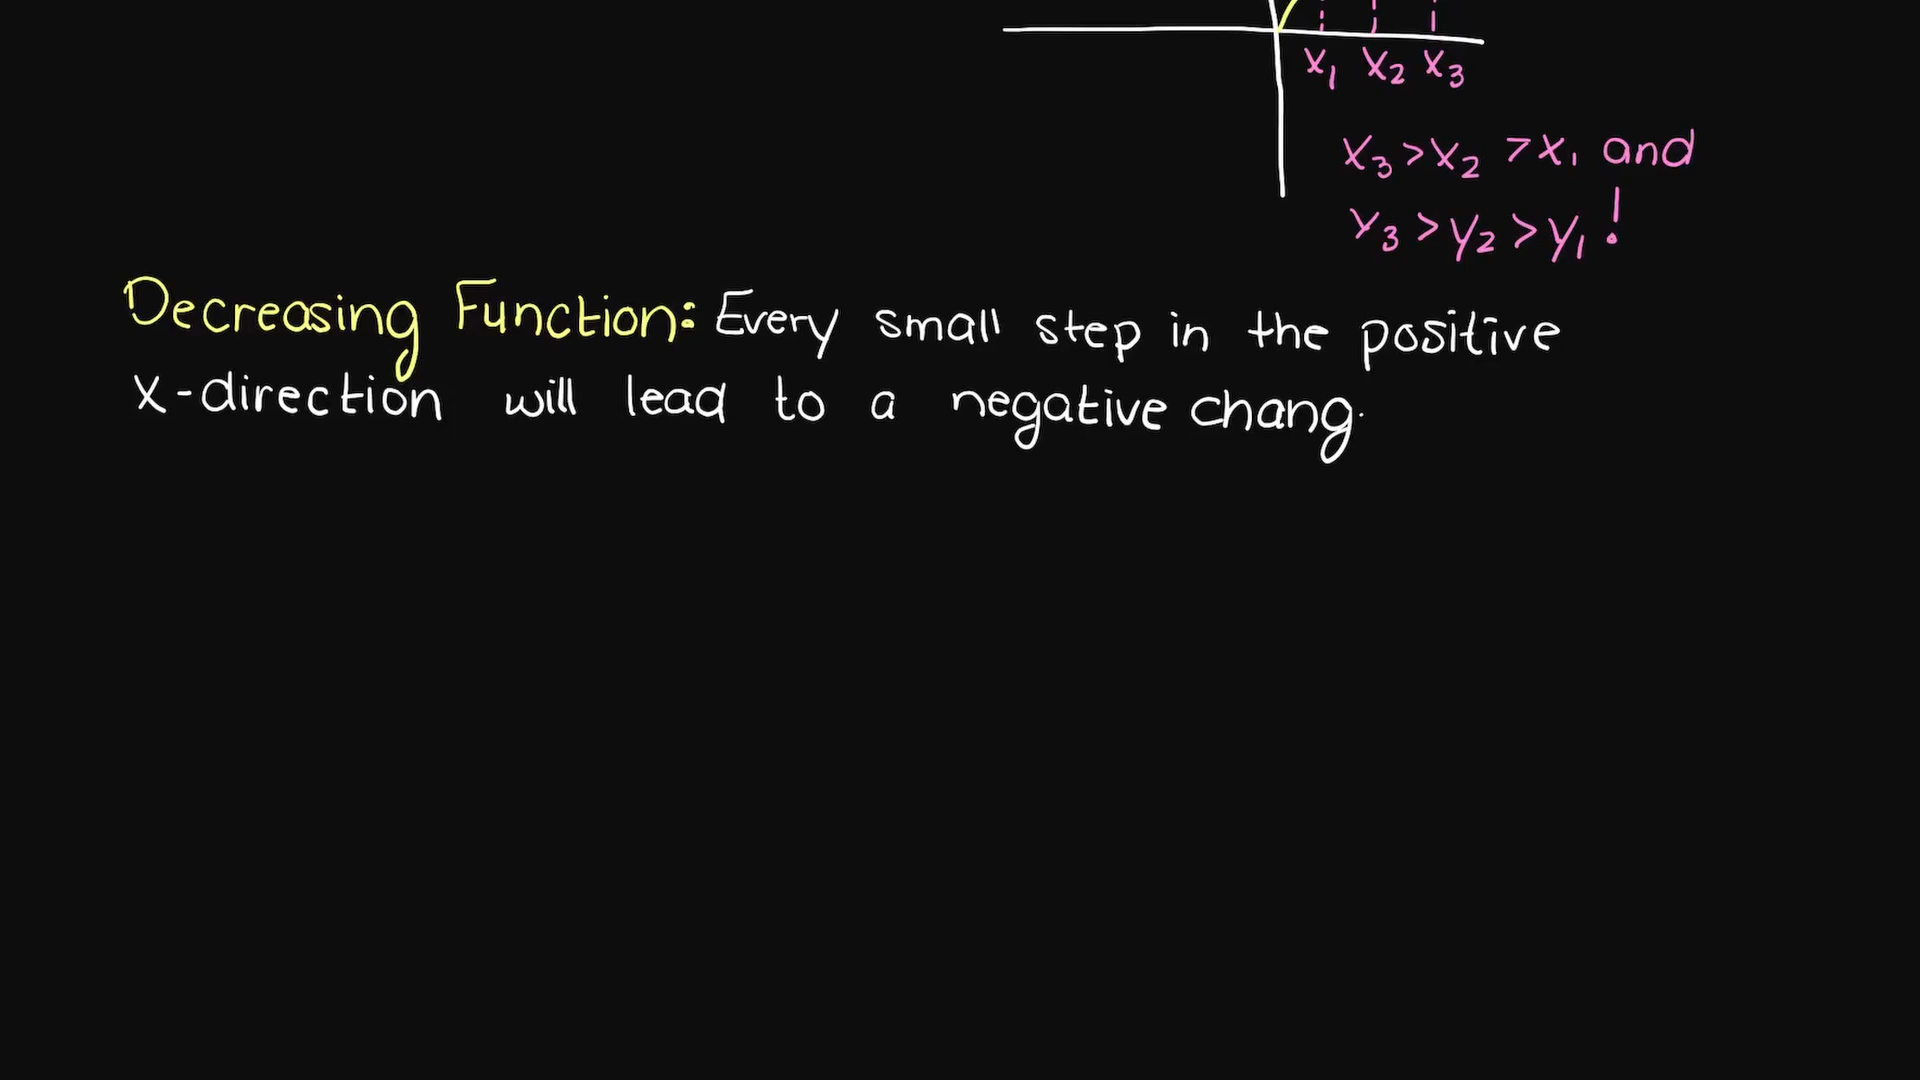 x₁ x₂ x₃
x₃ > x₂ > x₁ and
y₃ > y₂ > y₁ !
Decreasing Function: Every small step in the positive
x-direction will lead to a negative chang